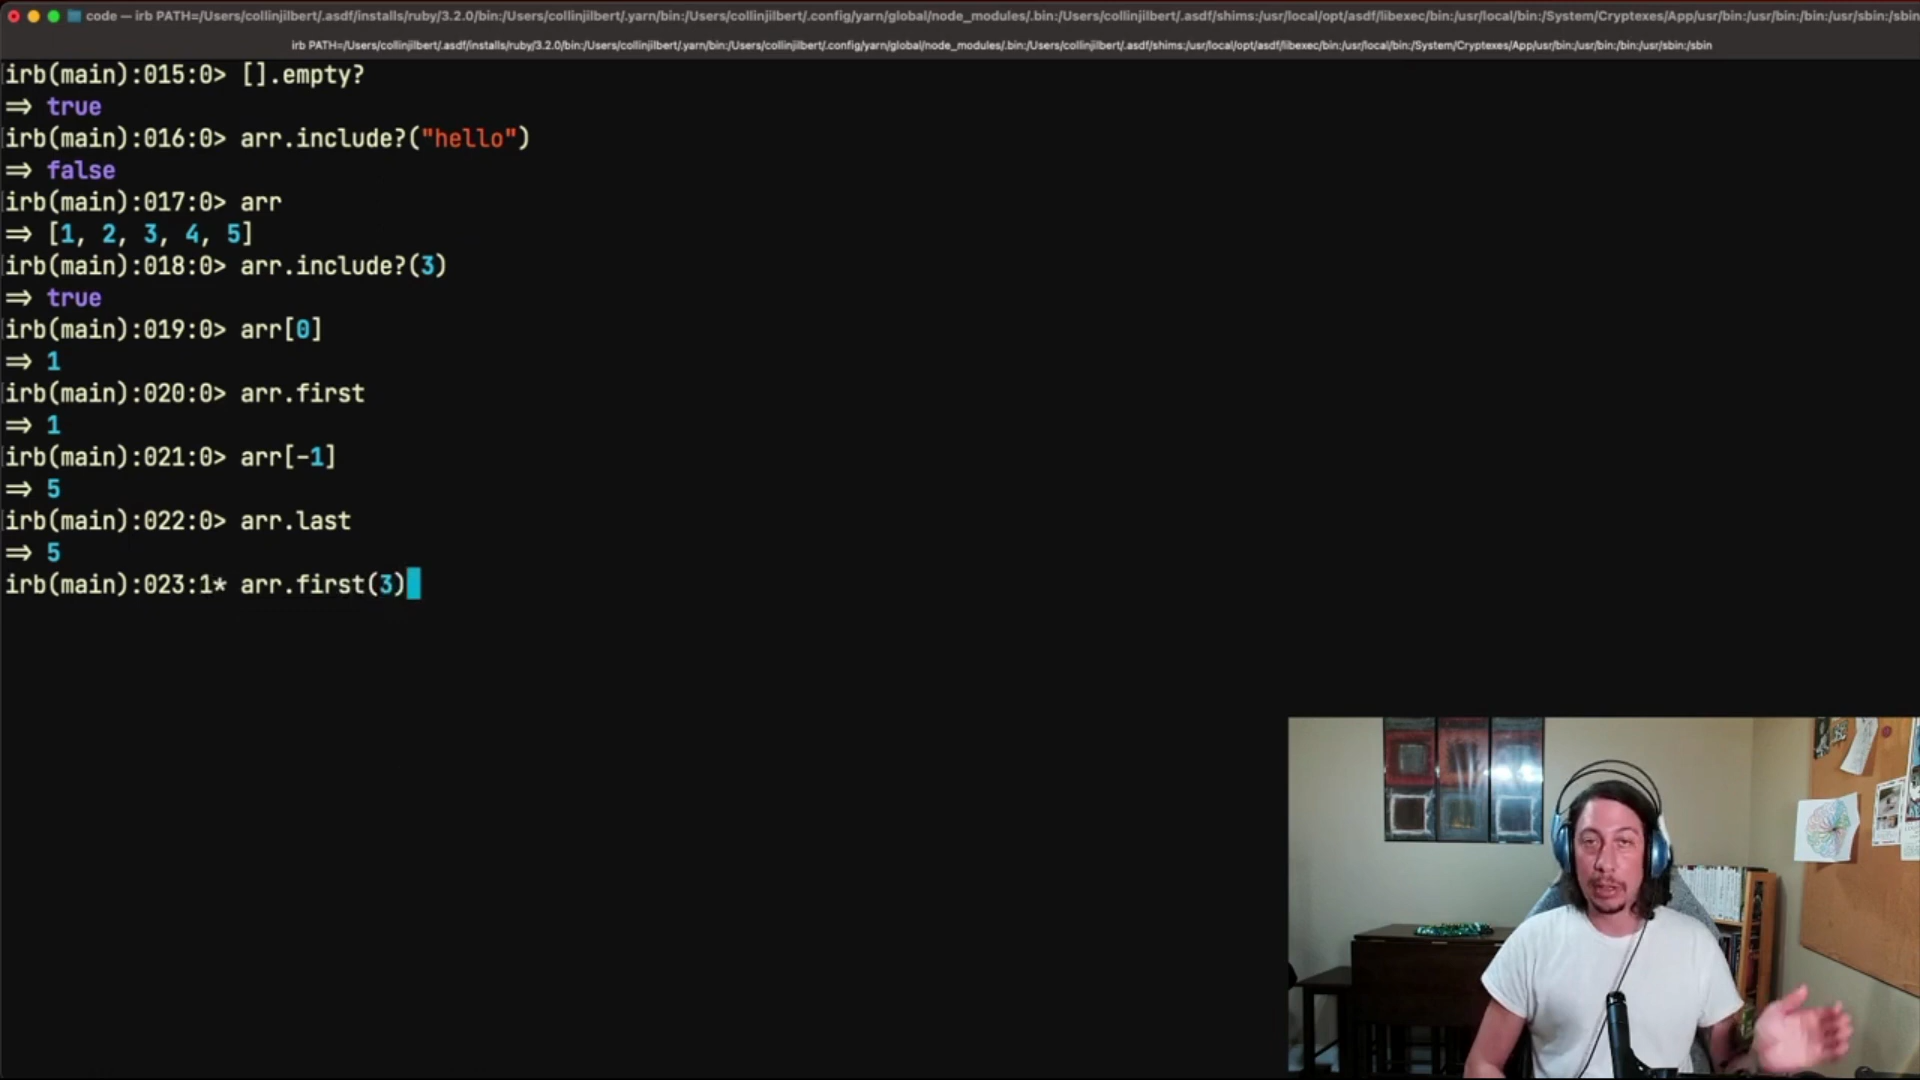 code — irb PATH=/Users/collinjilbert/.asdf/installs/ruby/3.2.0/bin:/Users/collinjilbert/.yarn/bin:/Users/collinjilbert/.config/yarn/global/node_modules/.bin:/Users/collinjilbert/.asdf/shims:/usr/local/opt/asdf/libexec/bin:/usr/local/bin:/System/Cryptexes/App/usr/bin:/usr/bin:/bin:/usr/sbin:/sbin
irb PATH=/Users/collinjilbert/.asdf/installs/ruby/3.2.0/bin:/Users/collinjilbert/.yarn/bin:/Users/collinjilbert/.config/yarn/global/node_modules/.bin:/Users/collinjilbert/.asdf/shims:/usr/local/opt/asdf/libexec/bin:/usr/local/bin:/System/Cryptexes/App/usr/bin:/usr/bin:/bin:/usr/sbin:/sbin
irb(main):015:0> [].empty?
=> true
irb(main):016:0> arr.include?("hello")
=> false
irb(main):017:0> arr
=> [1, 2, 3, 4, 5]
irb(main):018:0> arr.include?(3)
=> true
irb(main):019:0> arr[0]
=> 1
irb(main):020:0> arr.first
=> 1
irb(main):021:0> arr[-1]
=> 5
irb(main):022:0> arr.last
=> 5
irb(main):023:1* arr.first(3)